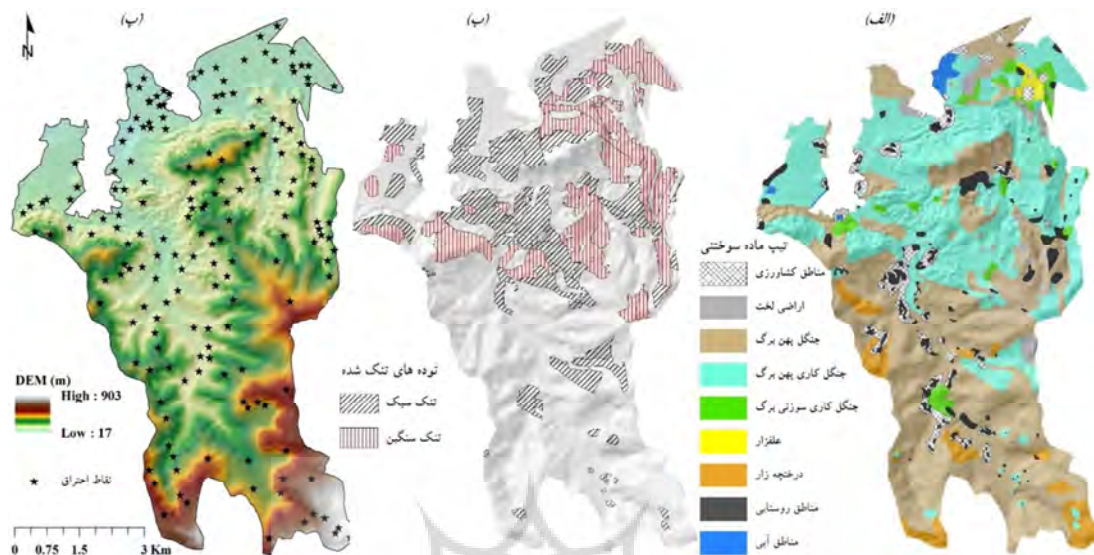 (الف)
(ب)
(پ)
N
تیپ ماده سوختنی
مناطق کشاورزی
اراضی لخت
جنگل پهن برگ
جنگل کاری پهن برگ
جنگل کاری سوزنی برگ
علفزار
درختچه زار
مناطق روستایی
مناطق آبی
توده های تنک شده
تنک سبک
تنک سنگین
DEM (m)
High : 903
Low : 17
نقاط احتراق
0 0.75 1.5 3 Km